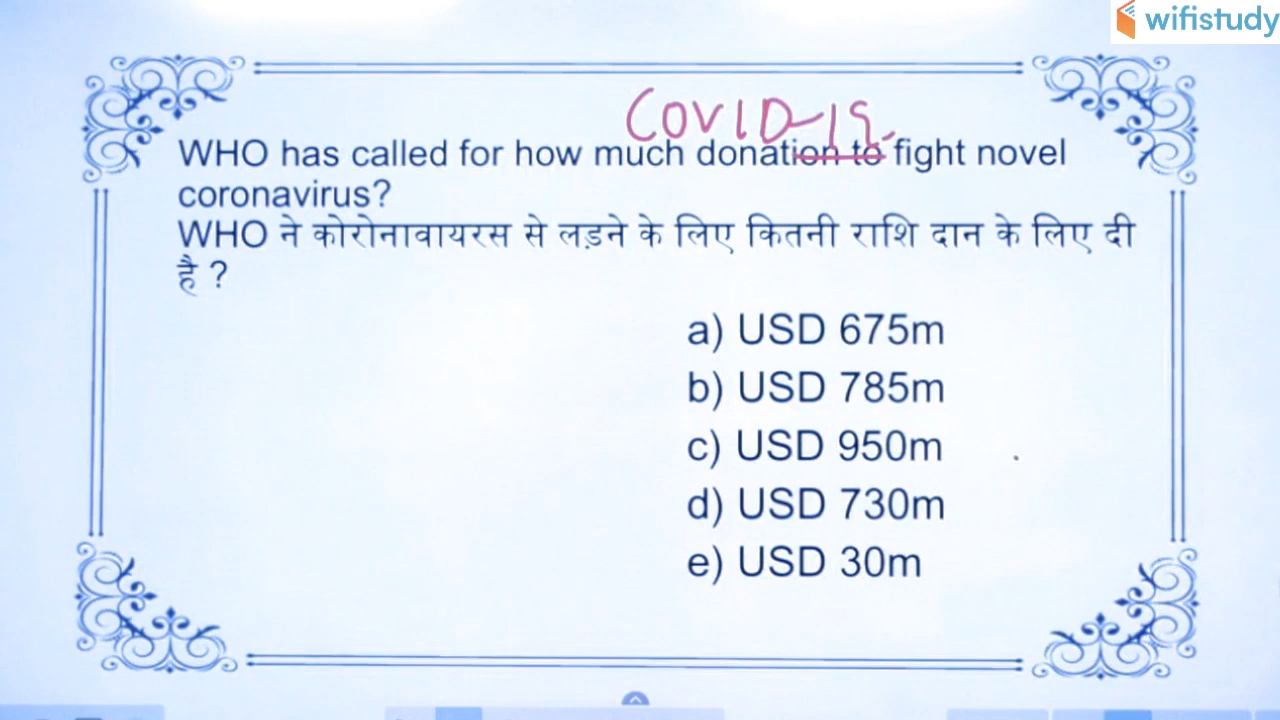 wifistudy
COVID-19.
WHO has called for how much donation to fight novel
coronavirus?
WHO ने कोरोनावायरस से लड़ने के लिए कितनी राशि दान के लिए दी
है ?
a) USD 675m
b) USD 785m
c) USD 950m
d) USD 730m
e) USD 30m